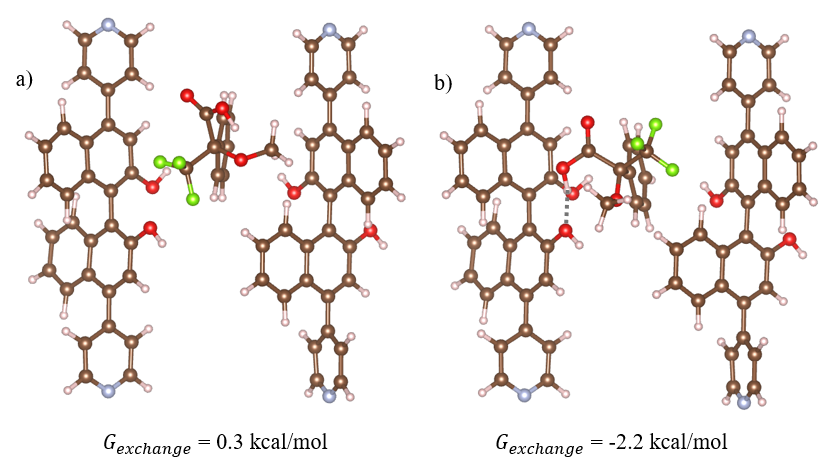 a)
b)
G_exchange = 0.3 kcal/mol
G_exchange = -2.2 kcal/mol